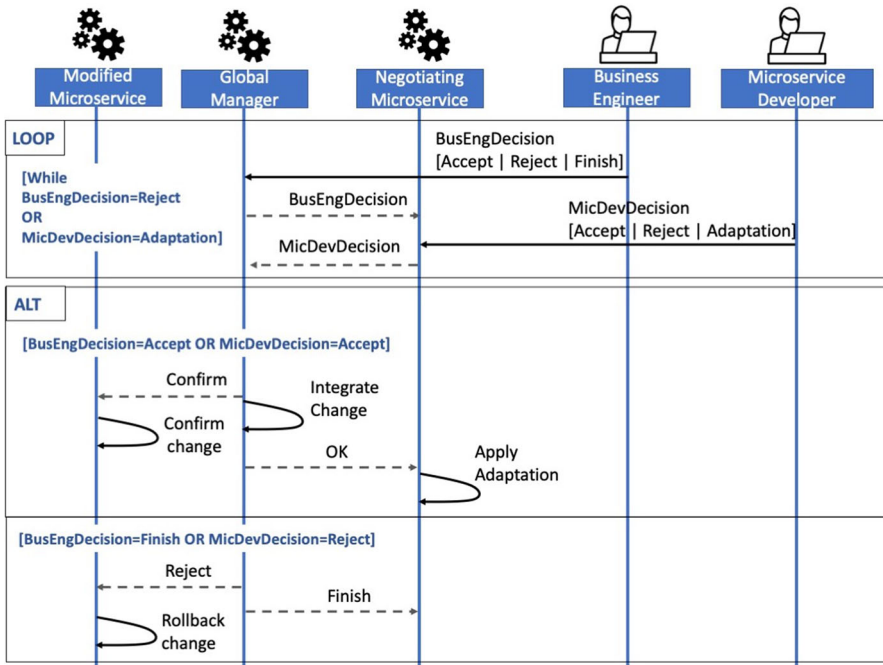 Modified
Microservice
Global
Manager
Negotiating
Microservice
Business
Engineer
Microservice
Developer
LOOP
[While
BusEngDecision=Reject
OR
MicDevDecision=Adaptation]
BusEngDecision
[Accept | Reject | Finish]
BusEngDecision
MicDevDecision
[Accept | Reject | Adaptation]
MicDevDecision
ALT
[BusEngDecision=Accept OR MicDevDecision=Accept]
Confirm
Integrate
Change
Confirm
change
OK
Apply
Adaptation
[BusEngDecision=Finish OR MicDevDecision=Reject]
Reject
Finish
Rollback
change